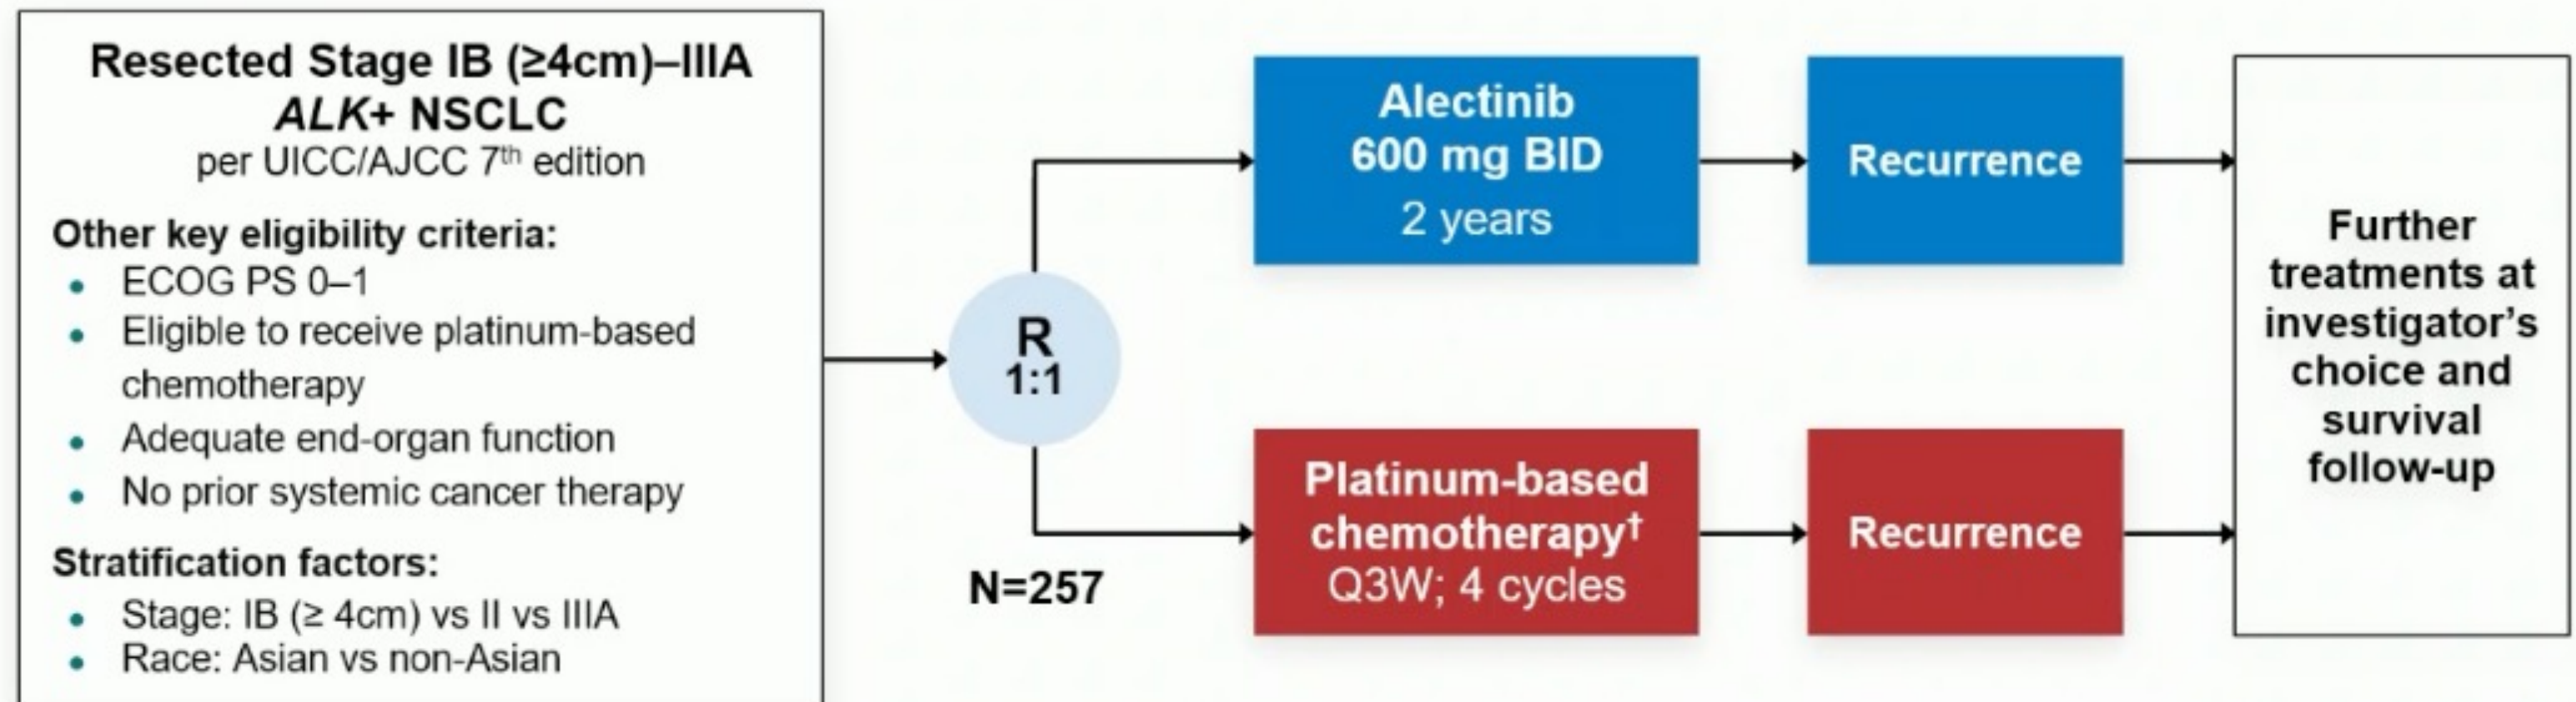 Resected Stage IB (≥4cm)–IIIA
ALK+ NSCLC
per UICC/AJCC 7th edition
Other key eligibility criteria:
• ECOG PS 0–1
• Eligible to receive platinum-based
chemotherapy
• Adequate end-organ function
• No prior systemic cancer therapy
Stratification factors:
• Stage: IB (≥ 4cm) vs II vs IIIA
• Race: Asian vs non-Asian
R
1:1
N=257
Alectinib
600 mg BID
2 years
Recurrence
Platinum-based
chemotherapy†
Q3W; 4 cycles
Recurrence
Further
treatments at
investigator’s
choice and
survival
follow-up